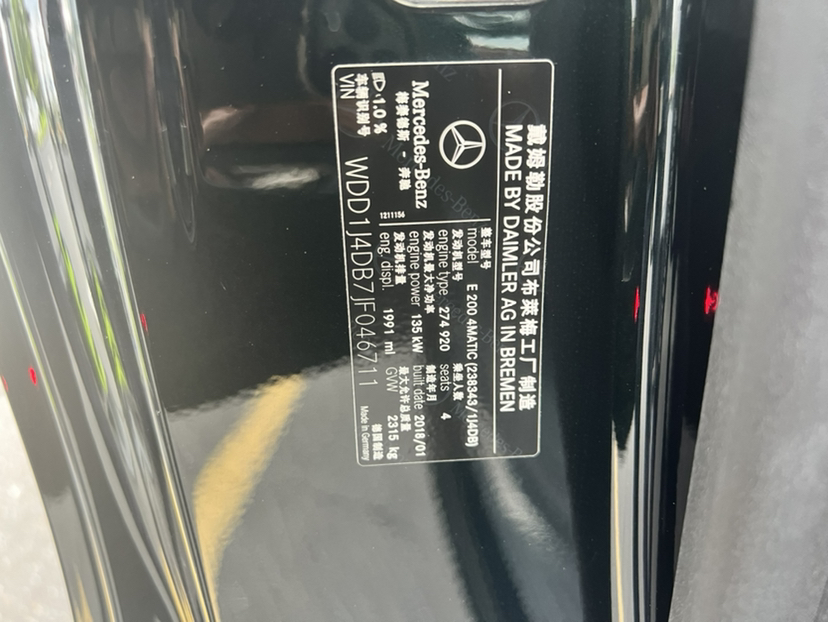 戴姆勒股份公司布莱梅工厂制造
MADE BY DAIMLER AG IN BREMEN
Mercedes-Benz
梅赛德斯 - 奔驰
1211136
整车型号
model E 200 4MATIC (238343/1J4DB)
发动机型号 乘坐人数
engine type 274 920 seats 4
发动机最大净功率 制造年月
engine power 135 kW built date 2018/01
发动机排量 最大允许总质量
eng. displ. 1991 ml GVW 2315 kg
1.0 %
车辆识别号 德国制造
VIN WDD1J4DB7JF046711 Made in Germany